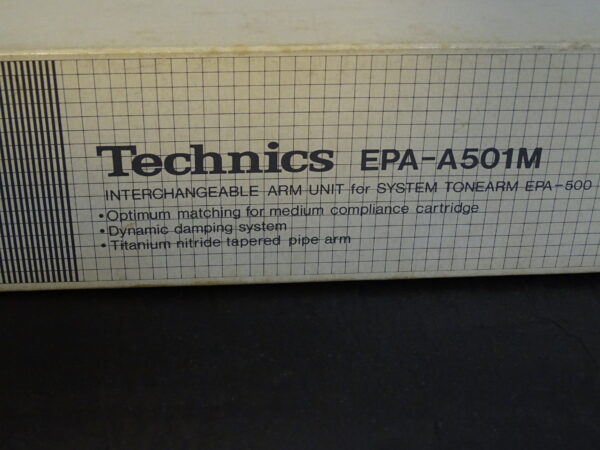 Technics EPA-A501M
INTERCHANGEABLE ARM UNIT for SYSTEM TONEARM EPA-500
•Optimum matching for medium compliance cartridge
•Dynamic damping system
•Titanium nitride tapered pipe arm